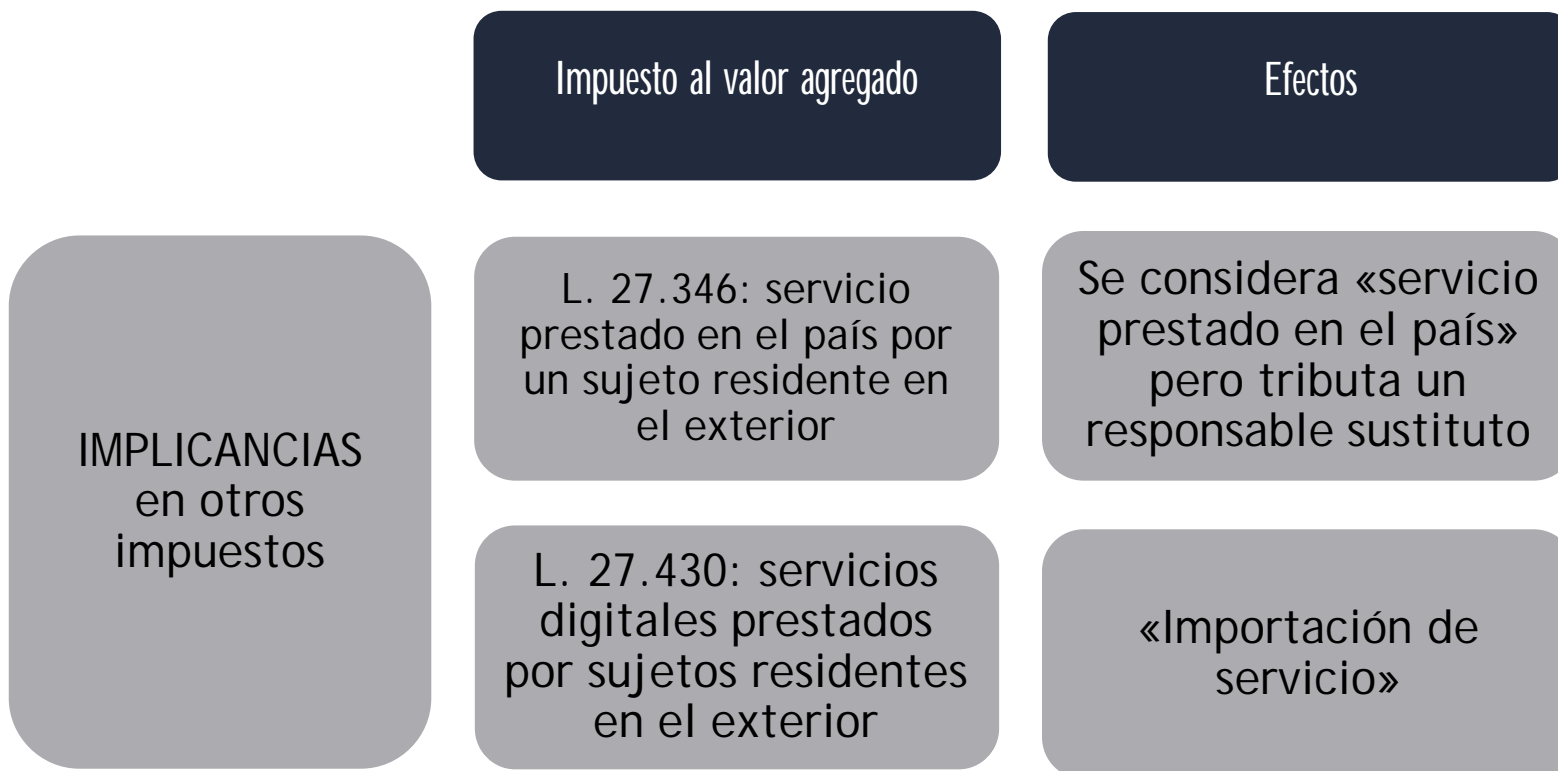 Impuesto al valor agregado
Efectos
IMPLICANCIAS
en otros
impuestos
L. 27.346: servicio
prestado en el país por
un sujeto residente en
el exterior
Se considera «servicio
prestado en el país»
pero tributa un
responsable sustituto
L. 27.430: servicios
digitales prestados
por sujetos residentes
en el exterior
«Importación de
servicio»